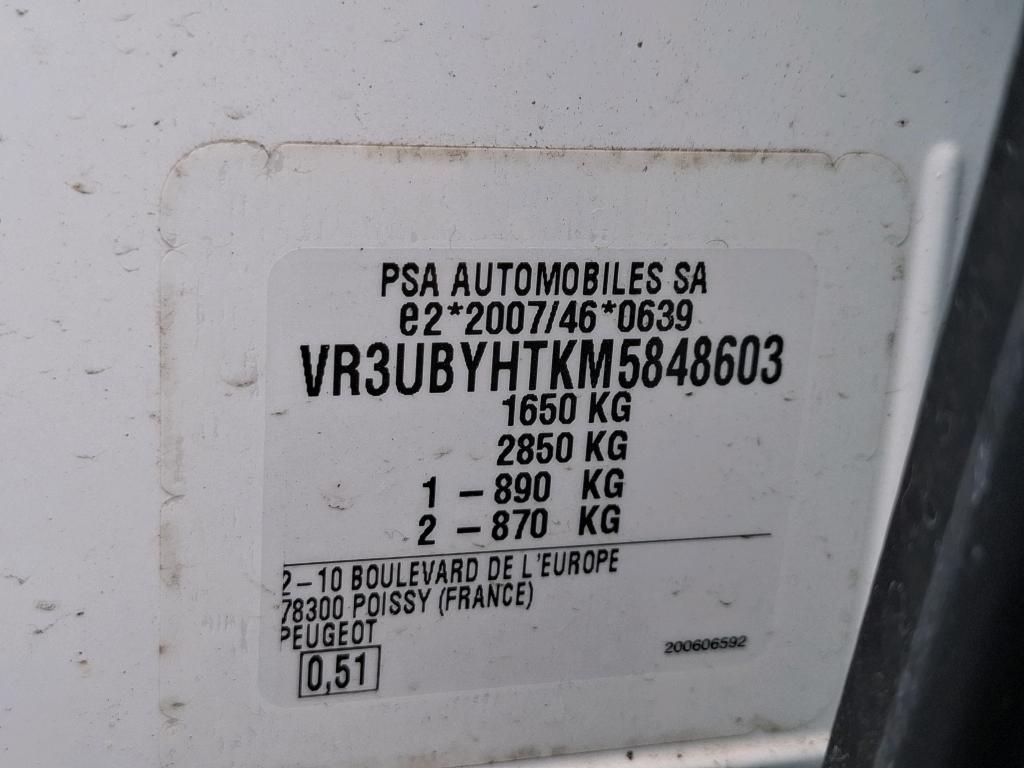 PSA AUTOMOBILES SA
e2*2007/46*0639
VR3UBYHTKM5848603
1650 KG
2850 KG
1 - 890 KG
2 - 870 KG
2-10 BOULEVARD DE L'EUROPE
78300 POISSY (FRANCE)
PEUGEOT
200606592
0,51